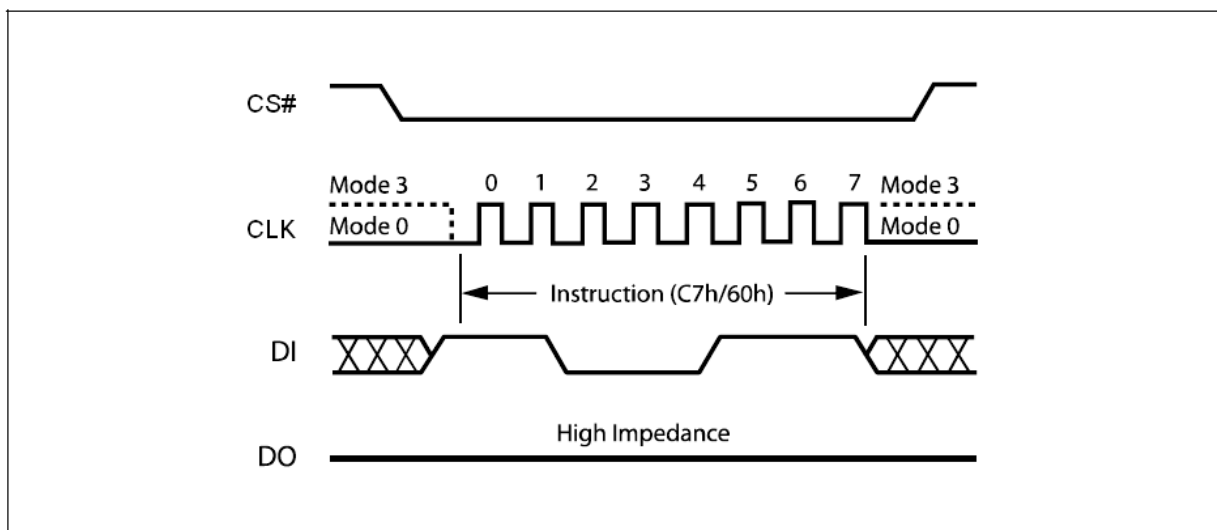 CS#
Mode 3 0 1 2 3 4 5 6 7 Mode 3
CLK Mode 0 Mode 0
Instruction (C7h/60h)
DI
High Impedance
DO